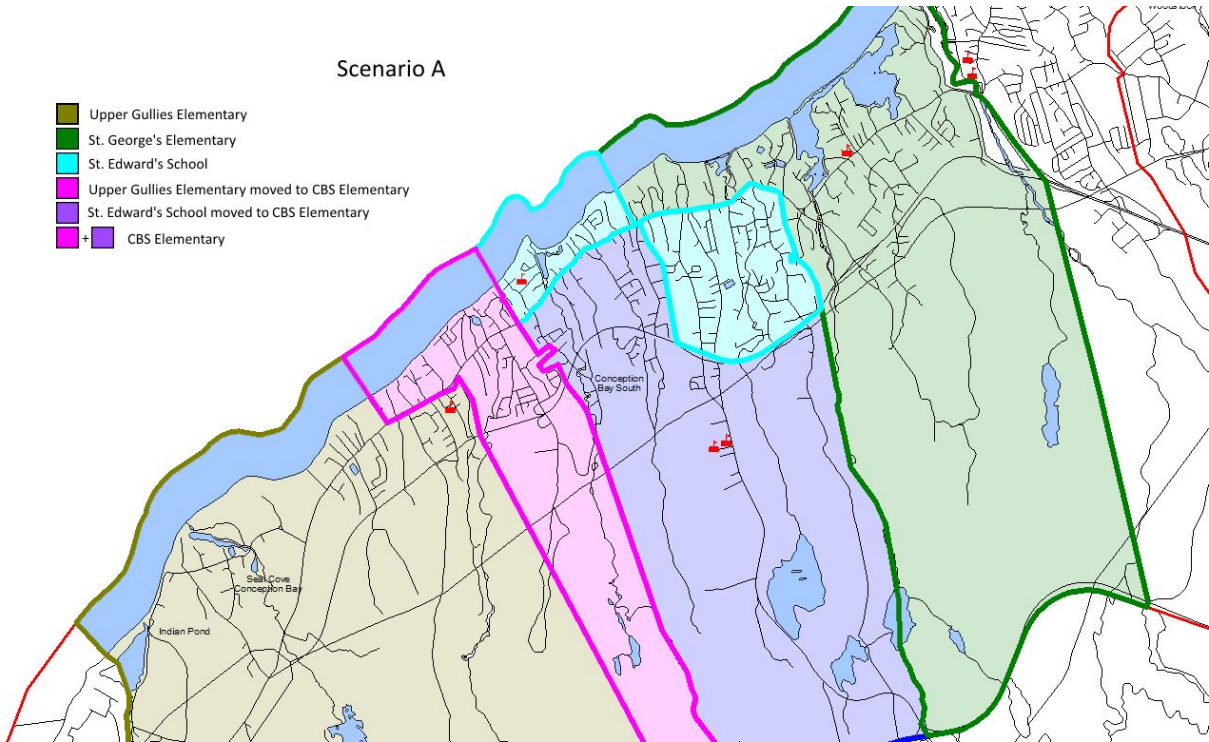 Scenario A
Upper Gullies Elementary
St. George's Elementary
St. Edward's School
Upper Gullies Elementary moved to CBS Elementary
St. Edward's School moved to CBS Elementary
+ CBS Elementary
Conception
Bay South
Seal Cove
Conception Bay
Indian Pond